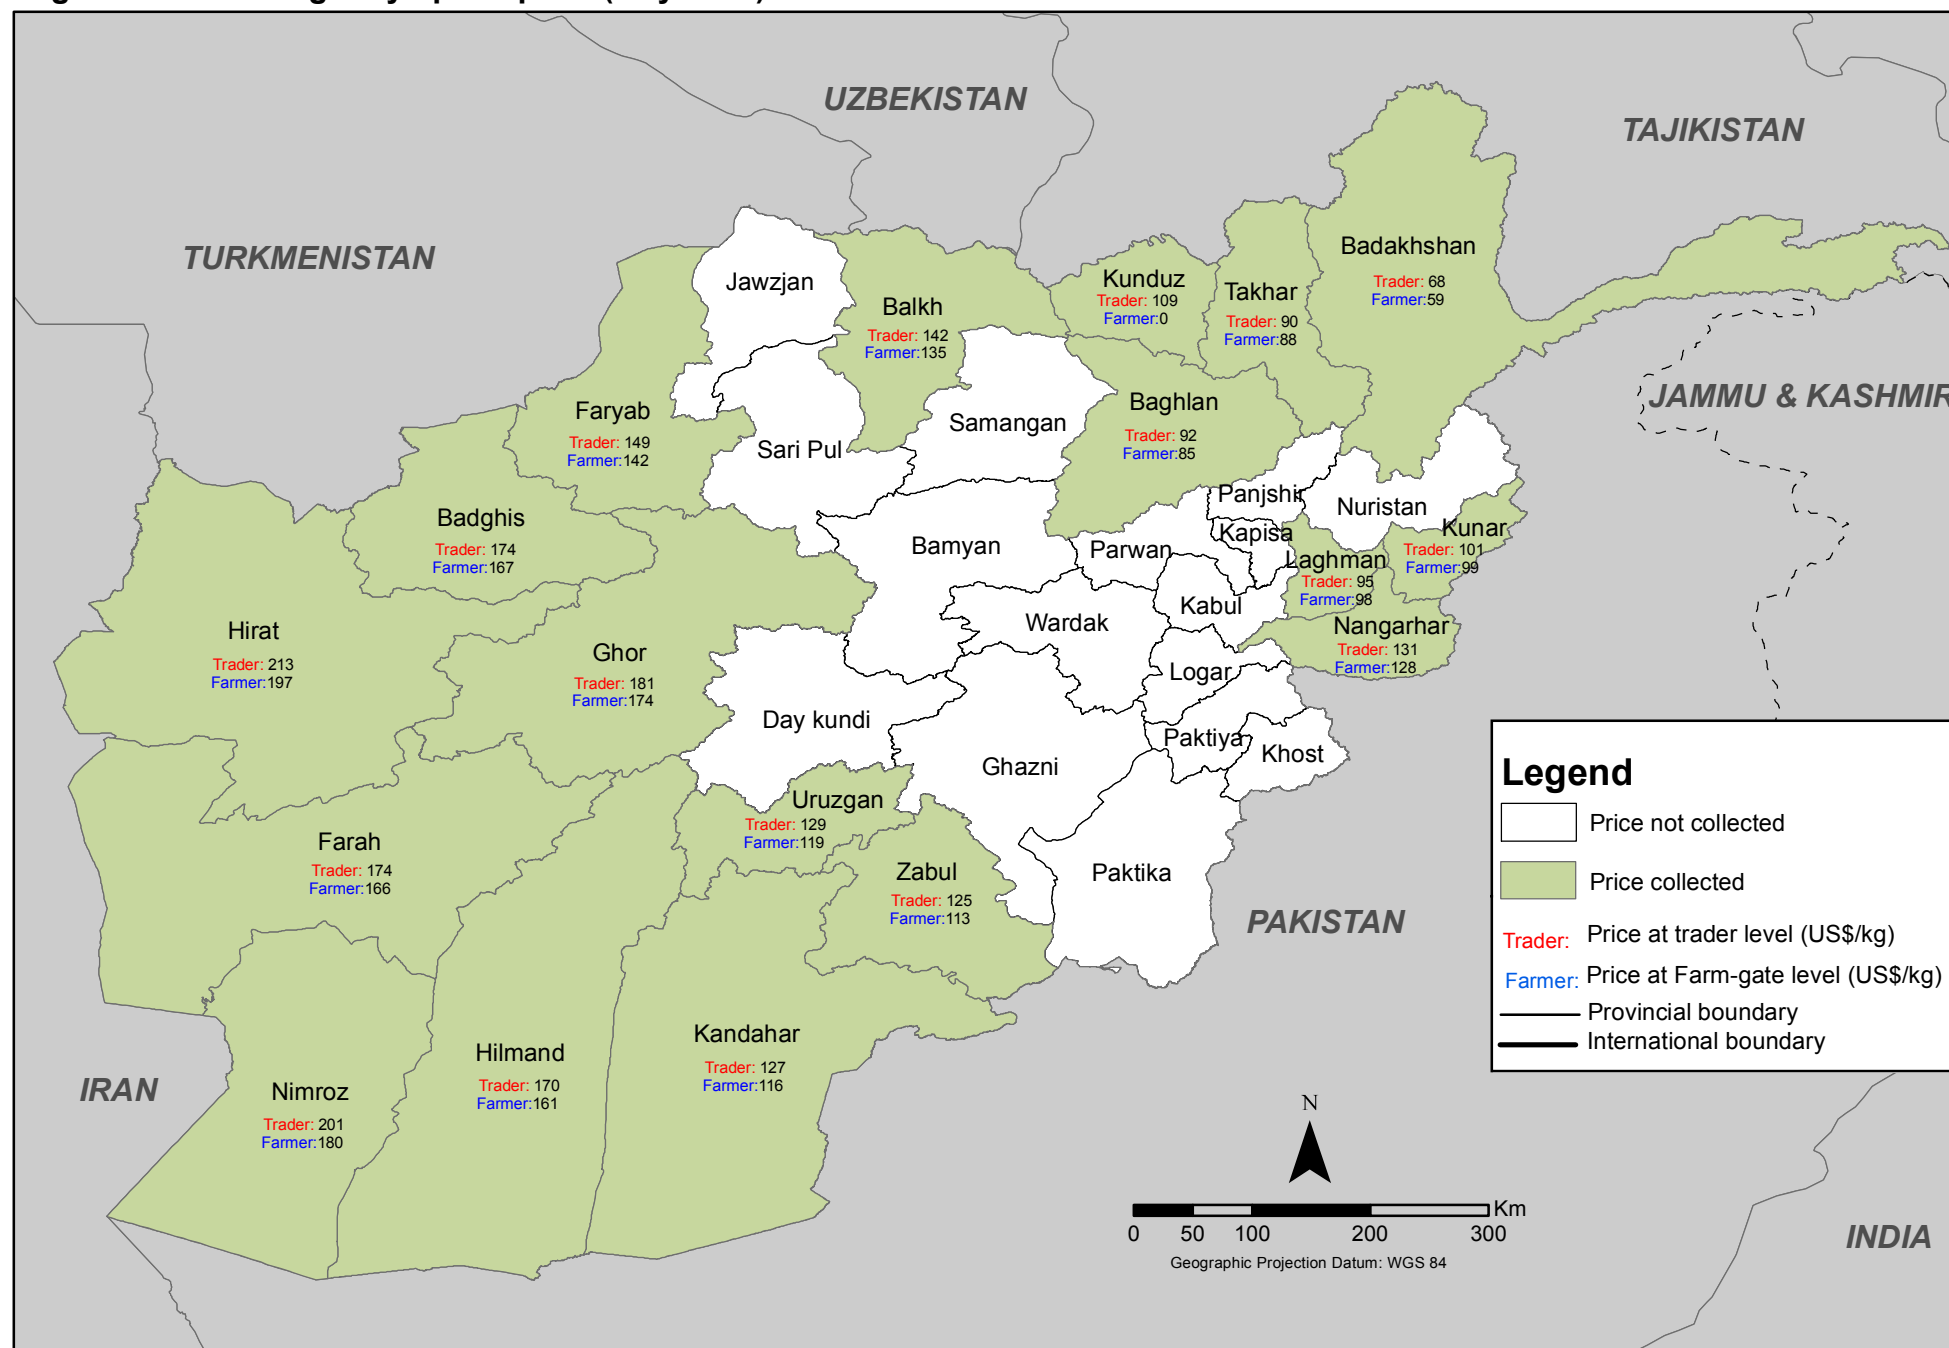 UZBEKISTAN
TAJIKISTAN
TURKMENISTAN
JAMMU & KASHMIR
PAKISTAN
IRAN
INDIA
Jawzjan
Balkh
Trader: 142
Farmer:135
Kunduz
Trader: 109
Farmer:0
Takhar
Trader: 90
Farmer:88
Badakhshan
Trader: 68
Farmer:59
Faryab
Trader: 149
Farmer:142
Sari Pul
Samangan
Baghlan
Trader: 92
Farmer:85
Badghis
Trader: 174
Farmer:167
Bamyan
Parwan
Panjshir
Kapisa
Nuristan
Kunar
Trader: 101
Farmer:99
Laghman
Trader: 95
Farmer:98
Hirat
Trader: 213
Farmer:197
Ghor
Trader: 181
Farmer:174
Wardak
Kabul
Nangarhar
Trader: 131
Farmer:128
Logar
Day kundi
Ghazni
Paktiya
Khost
Uruzgan
Trader: 129
Farmer:119
Farah
Trader: 174
Farmer:166
Zabul
Trader: 125
Farmer:113
Paktika
Kandahar
Trader: 127
Farmer:116
Hilmand
Trader: 170
Farmer:161
Nimroz
Trader: 201
Farmer:180
Legend
Price not collected
Price collected
Trader: Price at trader level (US$/kg)
Farmer: Price at Farm-gate level (US$/kg)
Provincial boundary
International boundary
N
Km
0 50 100 200 300
Geographic Projection Datum: WGS 84